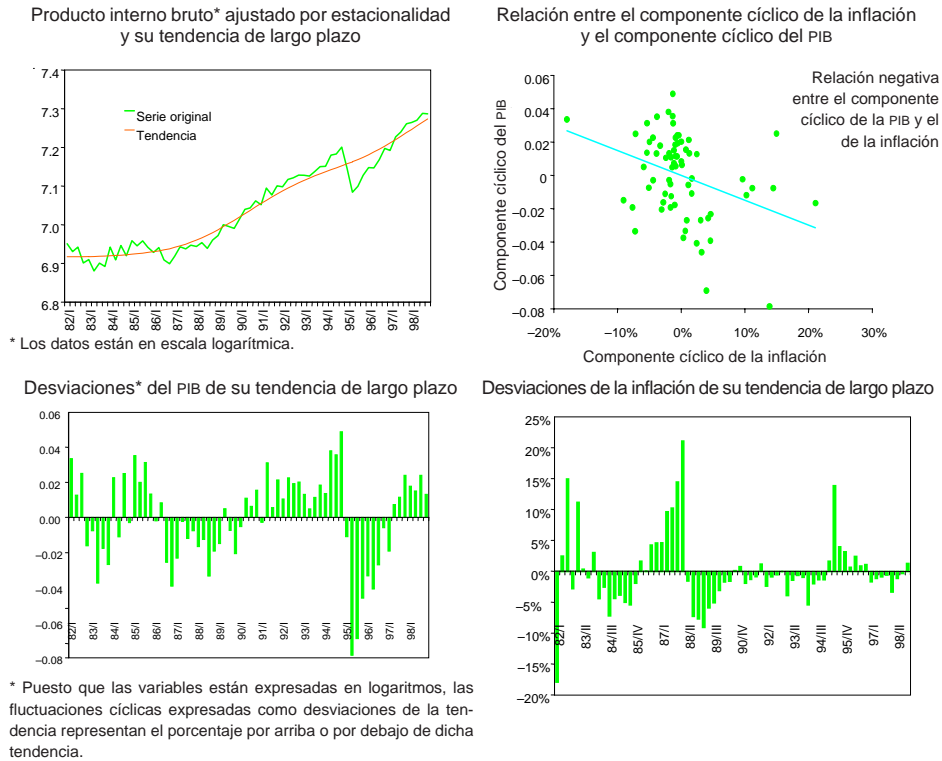 Producto interno bruto* ajustado por estacionalidad
y su tendencia de largo plazo
7.4
7.3
7.2
7.1
7.0
6.9
6.8
Serie original
Tendencia
82/I
83/I
84/I
85/I
86/I
87/I
88/I
89/I
90/I
91/I
92/I
93/I
94/I
95/I
96/I
97/I
98/I
* Los datos están en escala logarítmica.
Relación entre el componente cíclico de la inflación
y el componente cíclico del PIB
Componente cíclico del PIB
0.06
0.04
0.02
0
–0.02
–0.04
–0.06
–0.08
Relación negativa
entre el componente
cíclico de la PIB y el
de la inflación
–20%
–10%
0%
10%
20%
30%
Componente cíclico de la inflación
Desviaciones* del PIB de su tendencia de largo plazo
0.06
0.04
0.02
0.00
–0.02
–0.04
–0.06
–0.08
82/I
83/I
84/I
85/I
86/I
87/I
88/I
89/I
90/I
91/I
92/I
93/I
94/I
95/I
96/I
97/I
98/I
* Puesto que las variables están expresadas en logaritmos, las
fluctuaciones cíclicas expresadas como desviaciones de la ten-
dencia representan el porcentaje por arriba o por debajo de dicha
tendencia.
Desviaciones de la inflación de su tendencia de largo plazo
25%
20%
15%
10%
5%
0%
–5%
–10%
–15%
–20%
82/I
83/II
84/III
85/IV
87/I
88/II
89/III
90/IV
92/I
93/II
94/III
95/IV
97/I
98/II